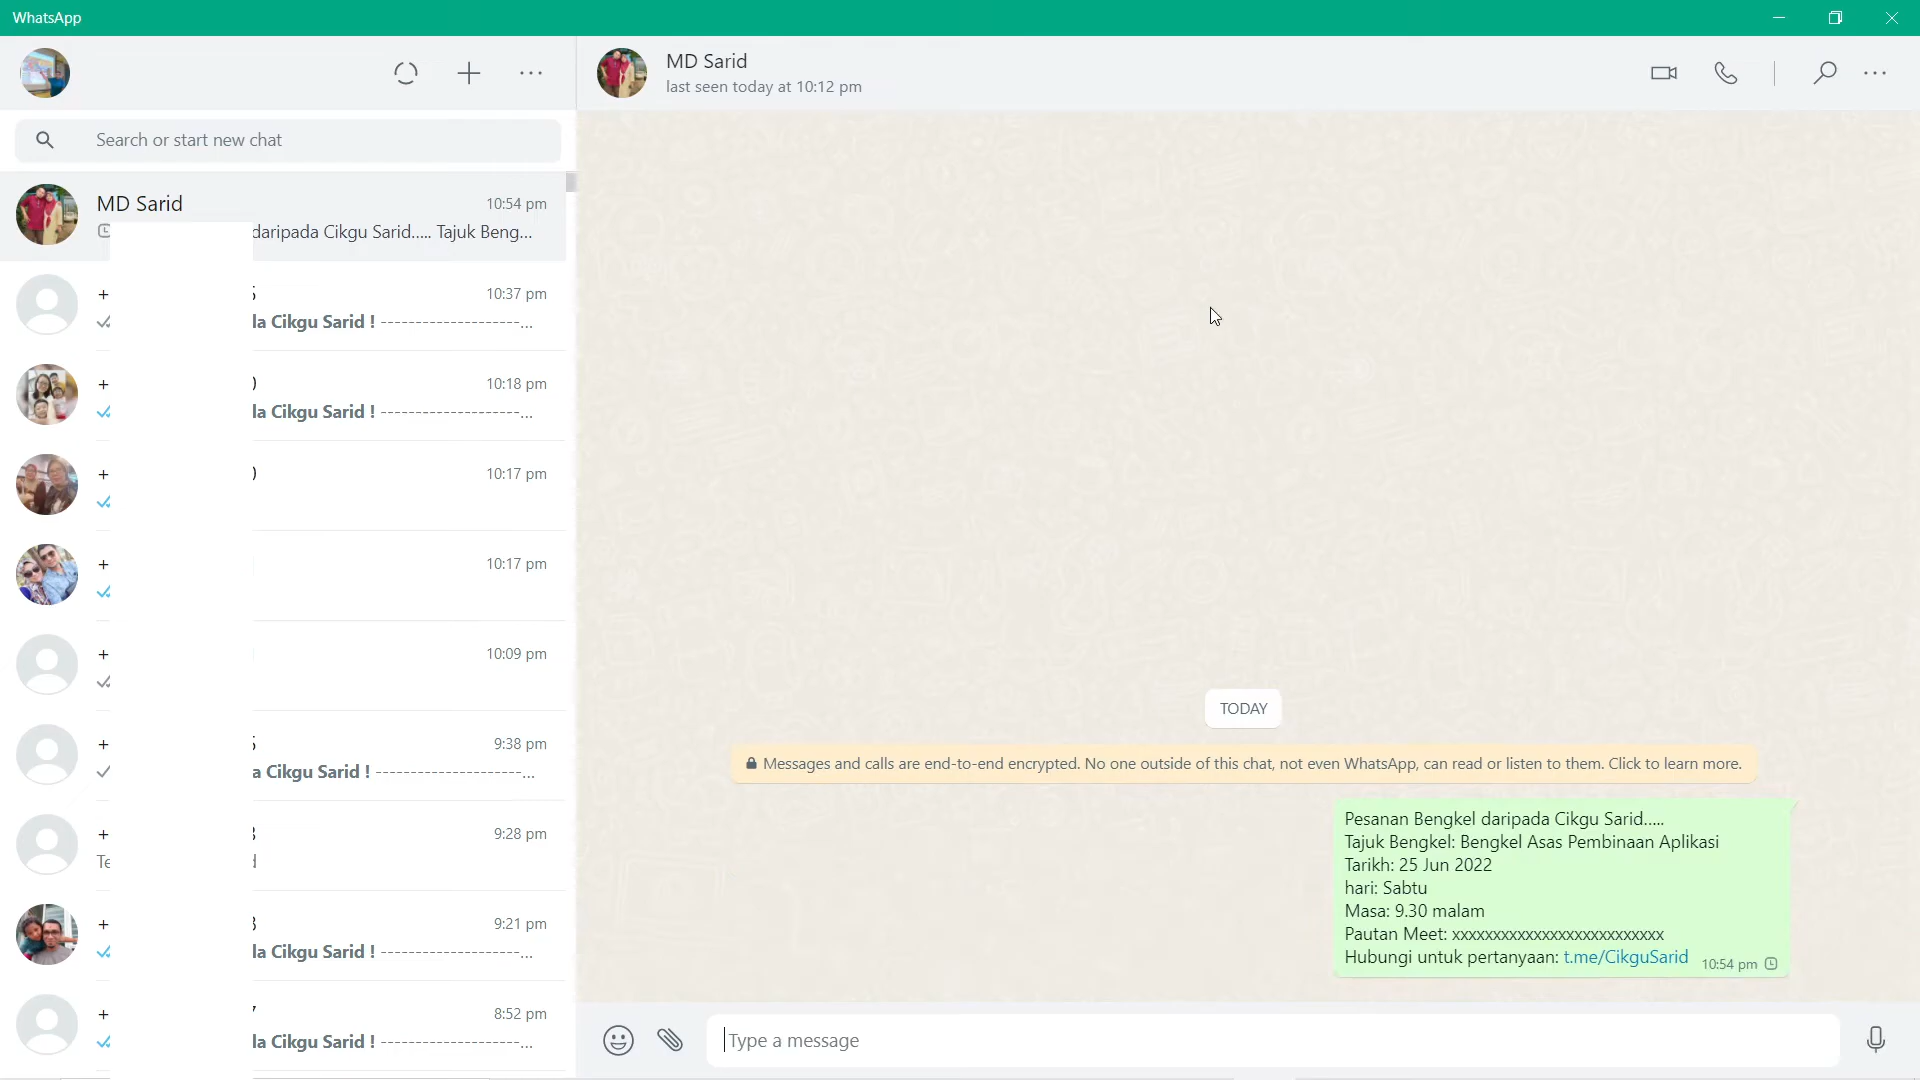 WhatsApp
MD Sarid
last seen today at 10:12 pm
Search or start new chat
MD Sarid
10:54 pm
daripada Cikgu Sarid..... Tajuk Beng...
+
5
10:37 pm
la Cikgu Sarid ! --------------------...
+
10:18 pm
la Cikgu Sarid ! --------------------...
+
10:17 pm
+
10:17 pm
+
10:09 pm
+
5
9:38 pm
a Cikgu Sarid ! ---------------------...
+
3
9:28 pm
Te
+
3
9:21 pm
la Cikgu Sarid ! --------------------...
+
8:52 pm
la Cikgu Sarid ! --------------------...
TODAY
Messages and calls are end-to-end encrypted. No one outside of this chat, not even WhatsApp, can read or listen to them. Click to learn more.
Pesanan Bengkel daripada Cikgu Sarid.....
Tajuk Bengkel: Bengkel Asas Pembinaan Aplikasi
Tarikh: 25 Jun 2022
hari: Sabtu
Masa: 9.30 malam
Pautan Meet: xxxxxxxxxxxxxxxxxxxxxxxxxx
Hubungi untuk pertanyaan: t.me/CikguSarid
10:54 pm
Type a message